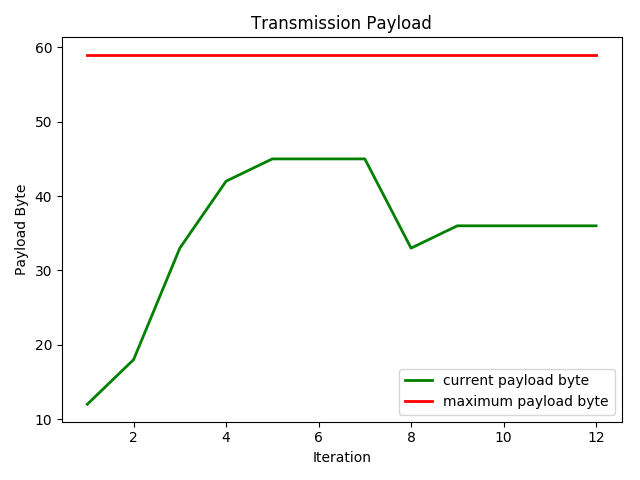 Transmission Payload
Payload Byte
60
50
40
30
20
10
2 4 6 8 10 12
Iteration
current payload byte
maximum payload byte